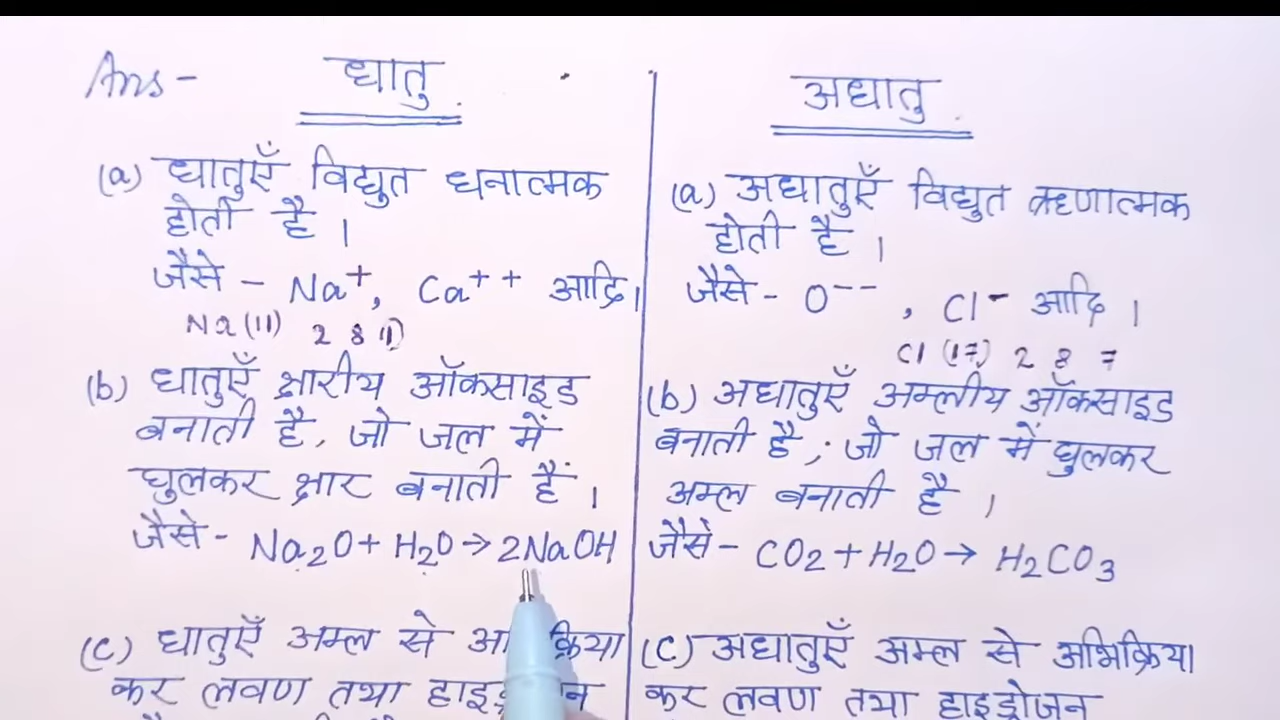 Ans -
धातु
(a) धातुएँ विद्युत धनात्मक
होती है ।
जैसे - Na⁺, Ca⁺⁺ आदि।
Na (11) 2 8 1)
(b) धातुएँ क्षारीय ऑकसाइड
बनाती है, जो जल में
घुलकर क्षार बनाती हैं ।
जैसे - Na₂O + H₂O → 2NaOH
(c) धातुएँ अम्ल से
कर लवण तथा
अधातु
(a) अधातुएँ विद्युत ऋणात्मक
होती है ।
जैसे - O⁻⁻ , Cl⁻ आदि ।
Cl (17) 2 8 7
(b) अधातुएँ अम्लीय ऑकसाइड
बनाती है ; जो जल में घुलकर
अम्ल बनाती है ।
जैसे - CO₂ + H₂O → H₂CO₃
(c) अधातुएँ अम्ल से अभिक्रिया
कर लवण तथा हाइड्रोजन